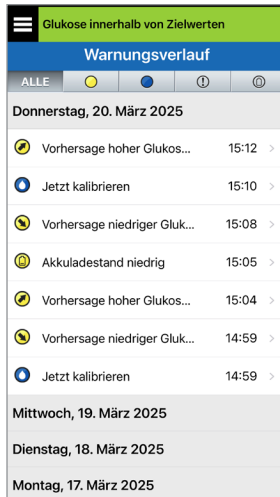 Glukose innerhalb von Zielwerten
Warnungsverlauf
ALLE
Donnerstag, 20. März 2025
Vorhersage hoher Glukos... 15:12
Jetzt kalibrieren 15:10
Vorhersage niedriger Gluk... 15:08
Akkuladestand niedrig 15:05
Vorhersage hoher Glukos... 15:04
Vorhersage niedriger Gluk... 14:59
Jetzt kalibrieren 14:59
Mittwoch, 19. März 2025
Dienstag, 18. März 2025
Montag, 17. März 2025